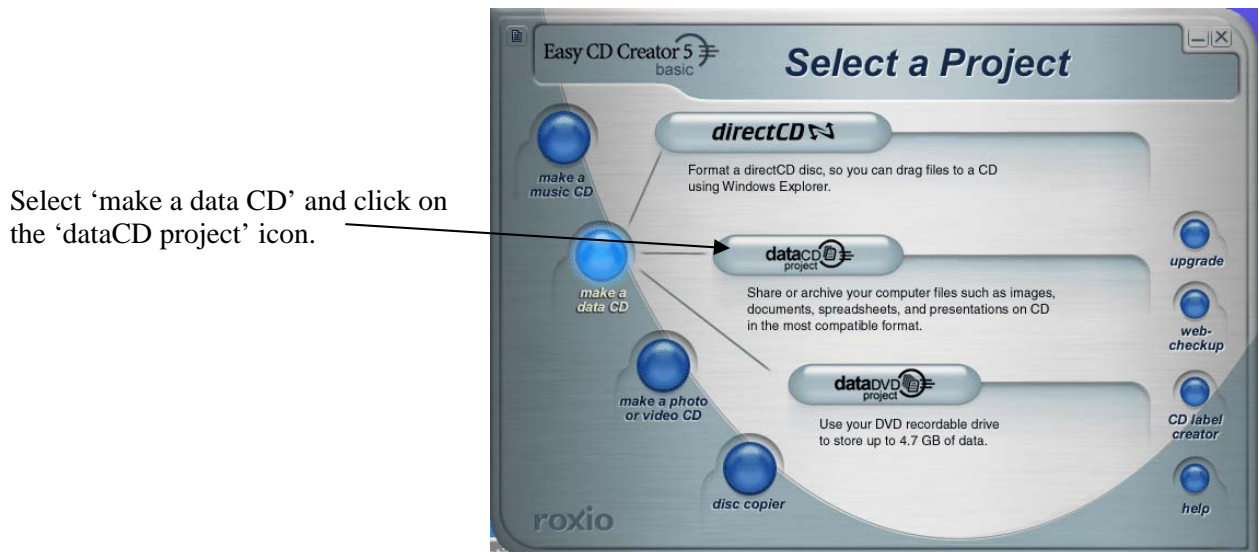 Select ‘make a data CD’ and click on
the ‘dataCD project’ icon.
Easy CD Creator 5
basic
Select a Project
make a
music CD
directCD
Format a directCD disc, so you can drag files to a CD
using Windows Explorer.
make a
data CD
dataCD
project
Share or archive your computer files such as images,
documents, spreadsheets, and presentations on CD
in the most compatible format.
make a photo
or video CD
dataDVD
project
Use your DVD recordable drive
to store up to 4.7 GB of data.
disc copier
upgrade
web-
checkup
CD label
creator
help
roxio